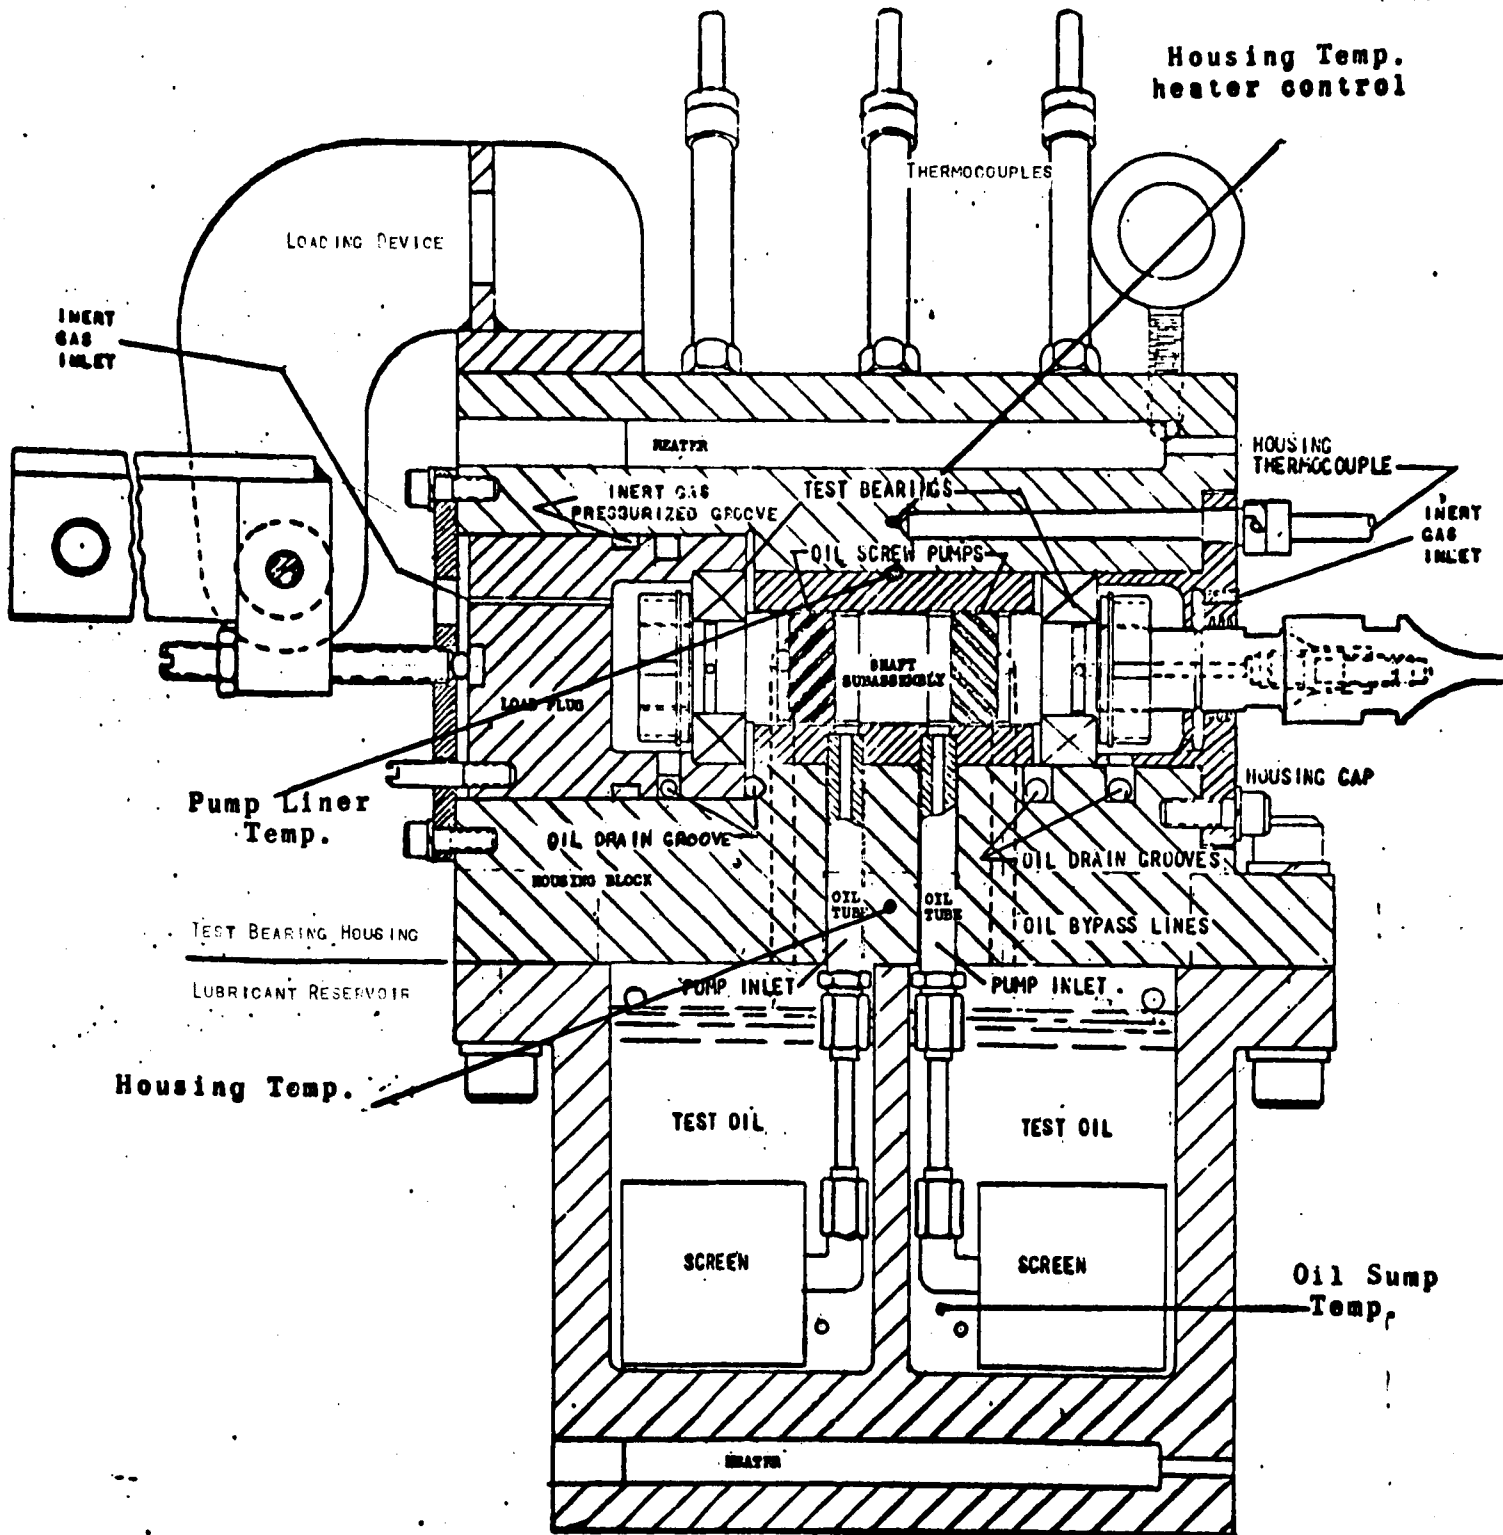 Housing Temp.
heater control
THERMOCOUPLES
LOADING DEVICE
INERT
GAS
INLET
HEATER
HOUSING
THERMOCOUPLE
INERT GAS
PRESSURIZED GROOVE
TEST BEARINGS
INERT
GAS
INLET
OIL SCREW PUMPS
SHAFT
SUBASSEMBLY
LOAD PLUG
HOUSING CAP
Pump Liner
Temp.
OIL DRAIN GROOVE
OIL DRAIN GROOVES
HOUSING BLOCK
OIL
TUBE
OIL
TUBE
OIL BYPASS LINES
TEST BEARING HOUSING
LUBRICANT RESERVOIR
PUMP INLET
PUMP INLET.
Housing Temp.
TEST OIL
TEST OIL
SCREEN
SCREEN
Oil Sump
Temp.
HEATER